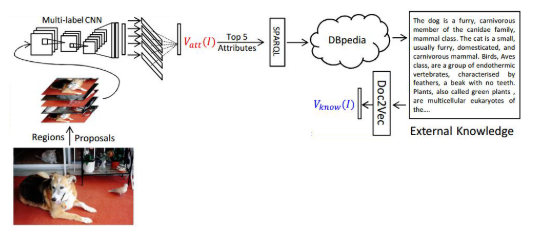 Multi-label CNN
V_att(I)
Top 5
Attributes
SPARQL
DBpedia
The dog is a furry, carnivorous
member of the canidae family,
mammal class. The cat is a small,
usually furry, domesticated, and
carnivorous mammal. Birds, Aves
class, are a group of endothermic
vertebrates, characterised by
feathers, a beak with no teeth.
Plants, also called green plants ,
are multicellular eukaryotes of
the....
V_know(I)
Doc2Vec
External Knowledge
Regions
Proposals